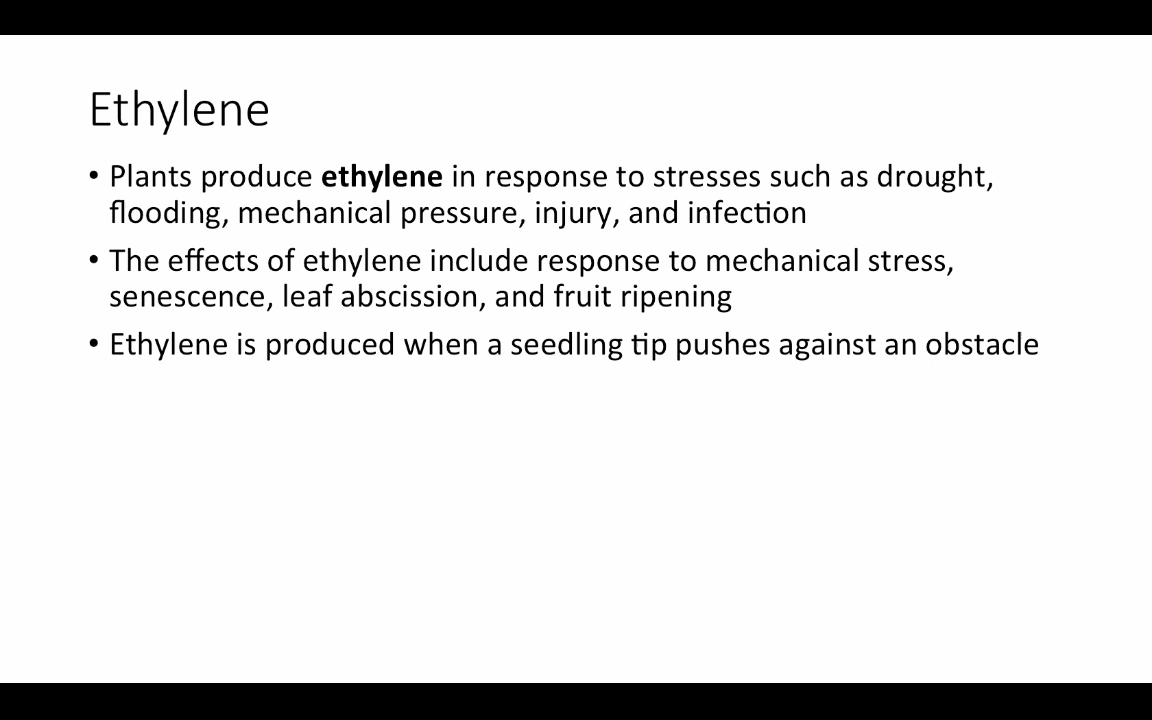 Ethylene
• Plants produce ethylene in response to stresses such as drought,
flooding, mechanical pressure, injury, and infection
• The effects of ethylene include response to mechanical stress,
senescence, leaf abscission, and fruit ripening
• Ethylene is produced when a seedling tip pushes against an obstacle